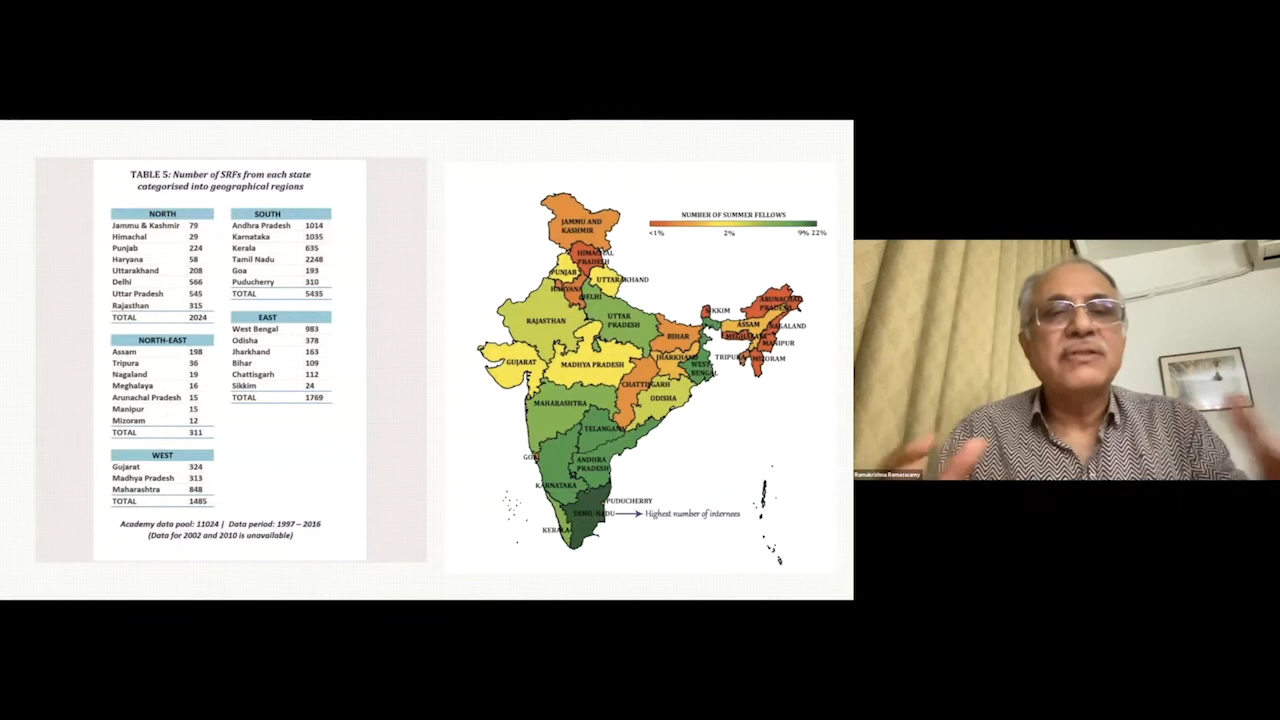 TABLE 5: Number of SRFs from each state
categorised into geographical regions
NORTH
Jammu & Kashmir 79
Himachal 29
Punjab 224
Haryana 58
Uttarakhand 208
Delhi 566
Uttar Pradesh 545
Rajasthan 315
TOTAL 2024
NORTH-EAST
Assam 198
Tripura 36
Nagaland 19
Meghalaya 16
Arunachal Pradesh 15
Manipur 15
Mizoram 12
TOTAL 311
WEST
Gujarat 324
Madhya Pradesh 313
Maharashtra 848
TOTAL 1485
SOUTH
Andhra Pradesh 1014
Karnataka 1035
Kerala 635
Tamil Nadu 2248
Goa 193
Puducherry 310
TOTAL 5435
EAST
West Bengal 983
Odisha 378
Jharkhand 163
Bihar 109
Chattisgarh 112
Sikkim 24
TOTAL 1769
Academy data pool: 11024 | Data period: 1997 – 2016
(Data for 2002 and 2010 is unavailable)
NUMBER OF SUMMER FELLOWS
<1% 2% 9% 22%
JAMMU AND
KASHMIR
HIMACHAL
PRADESH
PUNJAB
UTTARAKHAND
HARYANA
DELHI
RAJASTHAN
UTTAR
PRADESH
SIKKIM
ARUNACHAL
PRADESH
ASSAM
NAGALAND
MEGHALAYA
MANIPUR
BIHAR
TRIPURA
MIZORAM
GUJARAT
MADHYA PRADESH
JHARKHAND
WEST
BENGAL
CHATTISGARH
ODISHA
MAHARASHTRA
TELANGANA
GOA
ANDHRA
PRADESH
KARNATAKA
PUDUCHERRY
TAMIL NADU
Highest number of internees
KERALA
Ramakrishna Ramaswamy